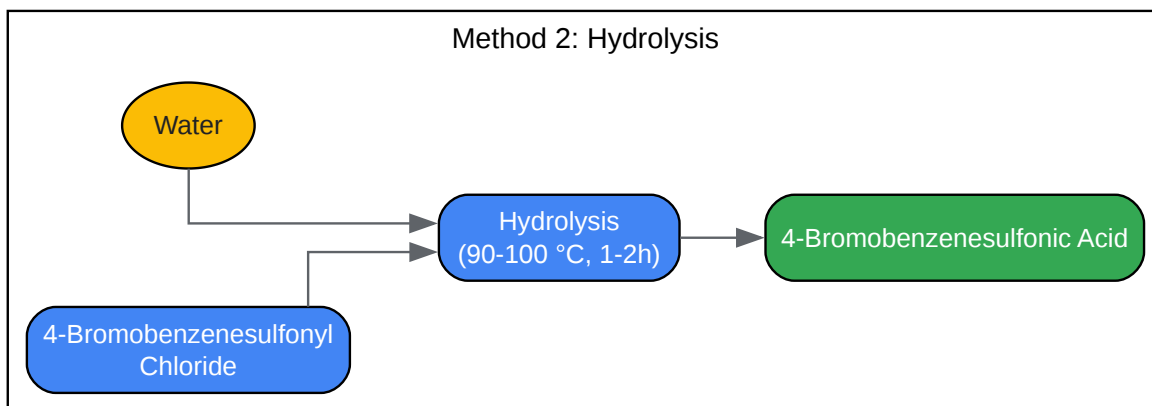 Method 2: Hydrolysis
Water
Hydrolysis
(90-100 °C, 1-2h)
4-Bromobenzenesulfonic Acid
4-Bromobenzenesulfonyl
Chloride